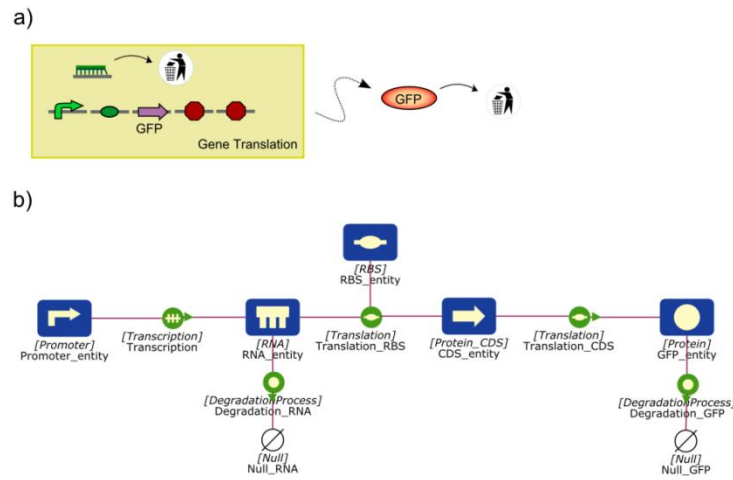 a)
GFP
GFP
Gene Translation
b)
[RBS]
RBS_entity
[Promoter]
Promoter_entity
[Transcription]
Transcription
[RNA]
RNA_entity
[Translation]
Translation_RBS
[Protein_CDS]
CDS_entity
[Translation]
Translation_CDS
[Protein]
GFP_entity
[DegradationProcess]
Degradation_RNA
[DegradationProcess]
Degradation_GFP
[Null]
Null_RNA
[Null]
Null_GFP